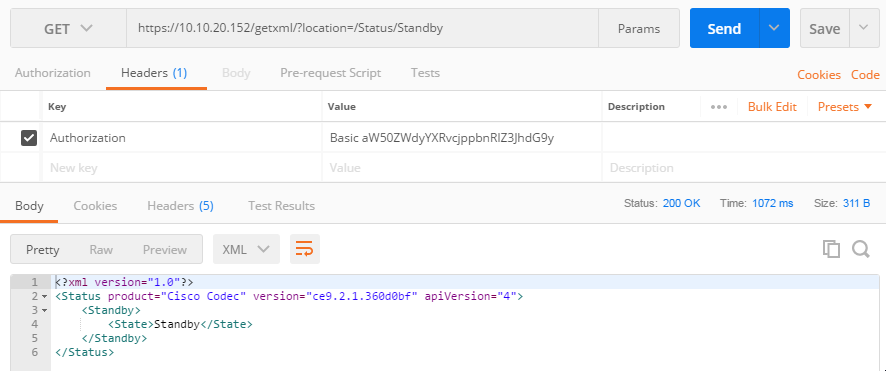 GET https://10.10.20.152/getxml/?location=/Status/Standby Params Send Save
Authorization Headers (1) Body Pre-request Script Tests Cookies Code
Key Value Description Bulk Edit Presets
Authorization Basic aW50ZWdyYXRvcjppbnRlZ3JhdG9y
New key Value Description
Body Cookies Headers (5) Test Results Status: 200 OK Time: 1072 ms Size: 311 B
Pretty Raw Preview XML
1 <?xml version="1.0"?>
2 <Status product="Cisco Codec" version="ce9.2.1.360d0bf" apiVersion="4">
3 <Standby>
4 <State>Standby</State>
5 </Standby>
6 </Status>